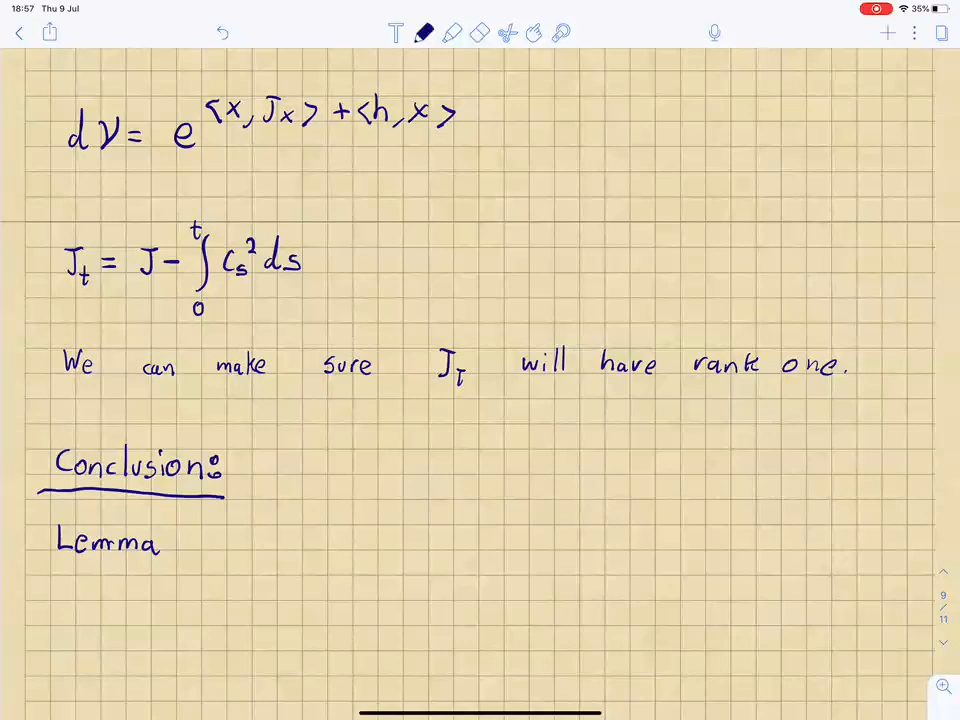 18:57 Thu 9 Jul
35%
dν = e^{<x, Jx> + <h, x>}
J_t = J - ∫_0^t C_s^2 ds
We can make sure J_T will have rank one.
Conclusion:
Lemma
9
/
11